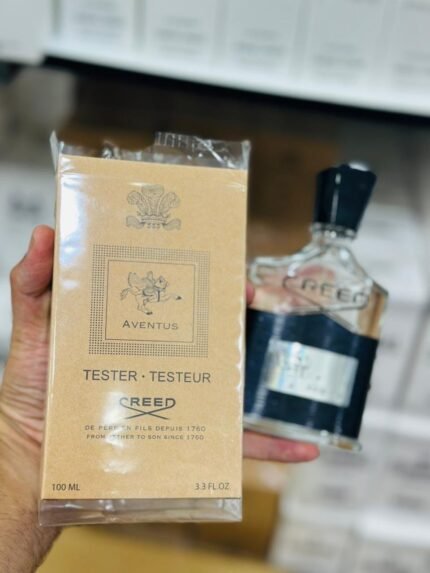 AVENTUS
TESTER · TESTEUR
CREED
DE PERE EN FILS DEPUIS 1760
FROM FATHER TO SON SINCE 1760
100 ML
3.3 FL.OZ.
CREED